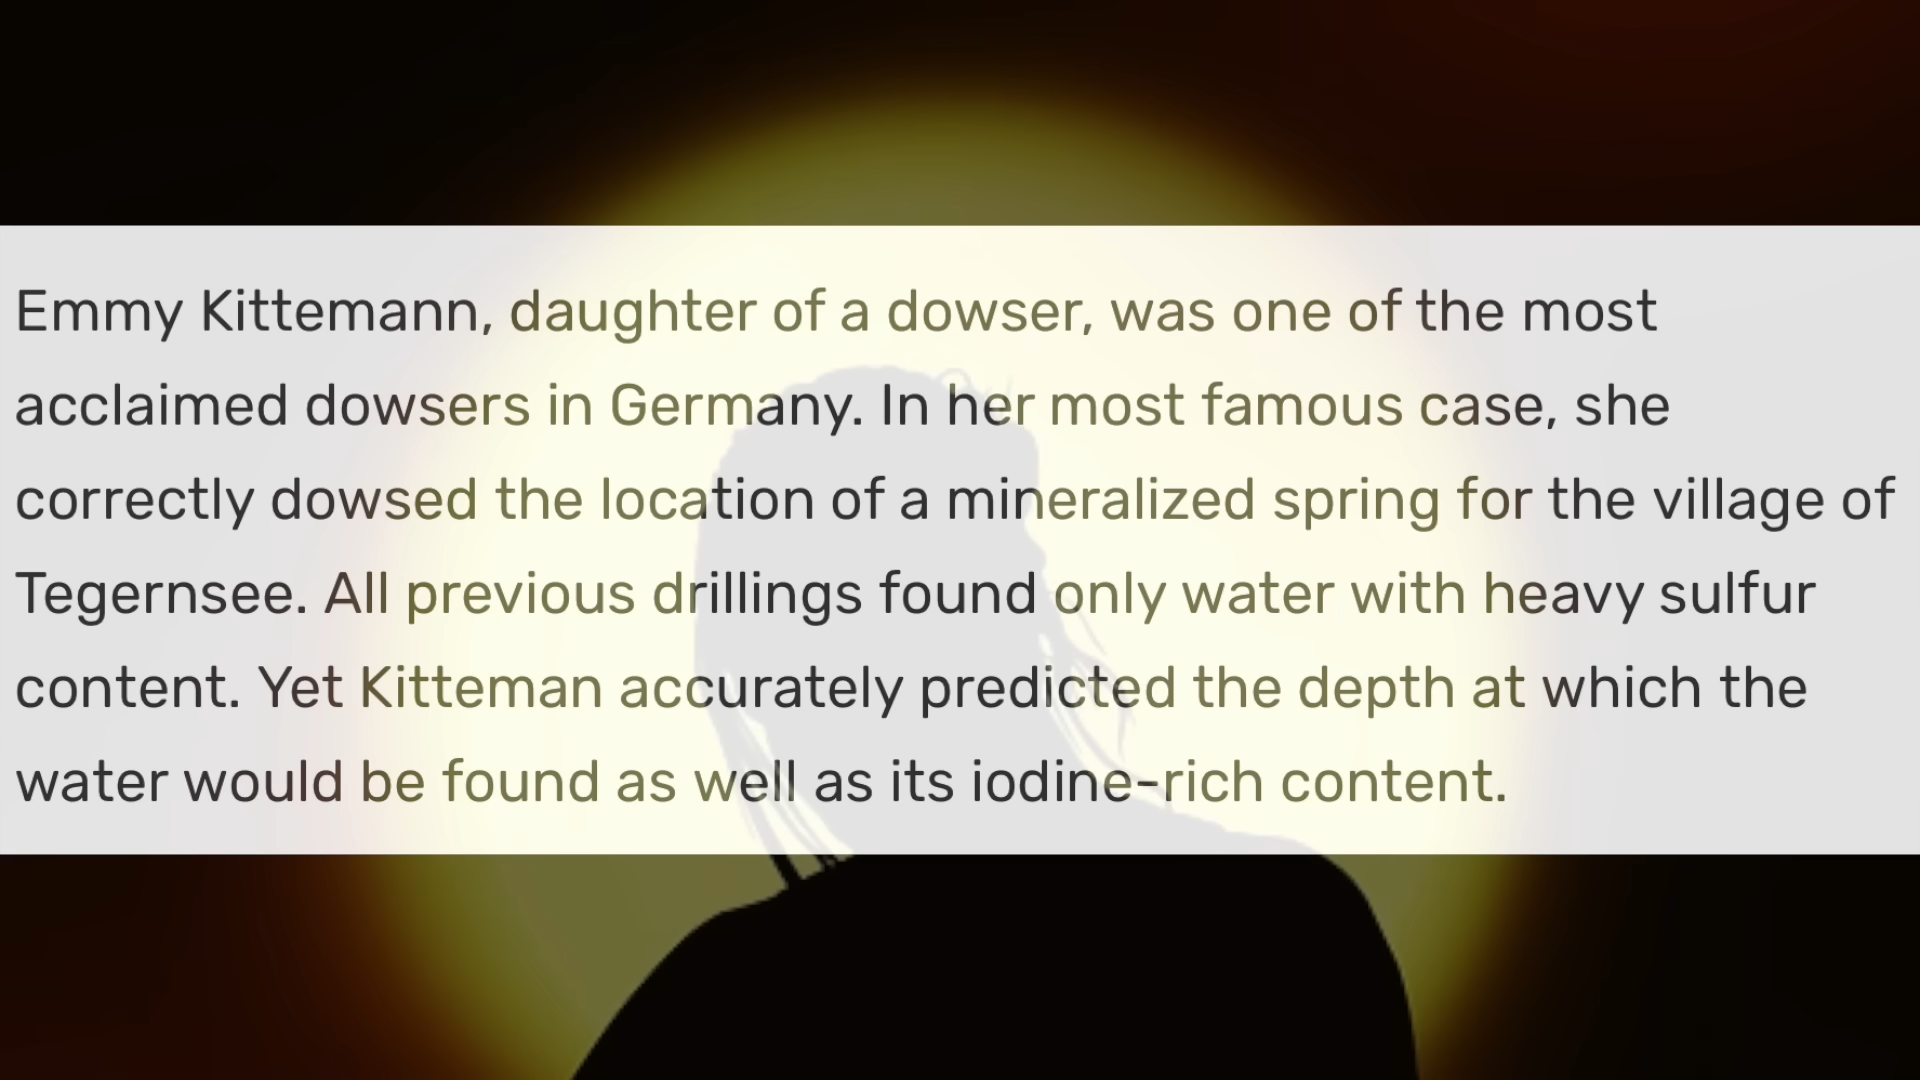 Emmy Kittemann, daughter of a dowser, was one of the most
acclaimed dowsers in Germany. In her most famous case, she
correctly dowsed the location of a mineralized spring for the village of
Tegernsee. All previous drillings found only water with heavy sulfur
content. Yet Kitteman accurately predicted the depth at which the
water would be found as well as its iodine-rich content.